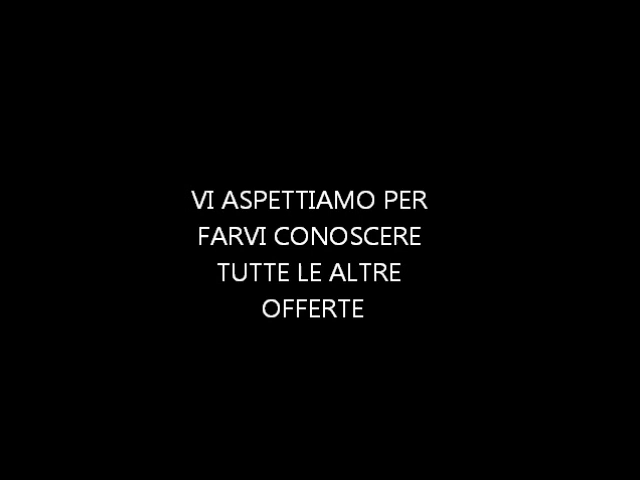 VI ASPETTIAMO PER
FARVI CONOSCERE
TUTTE LE ALTRE
OFFERTE